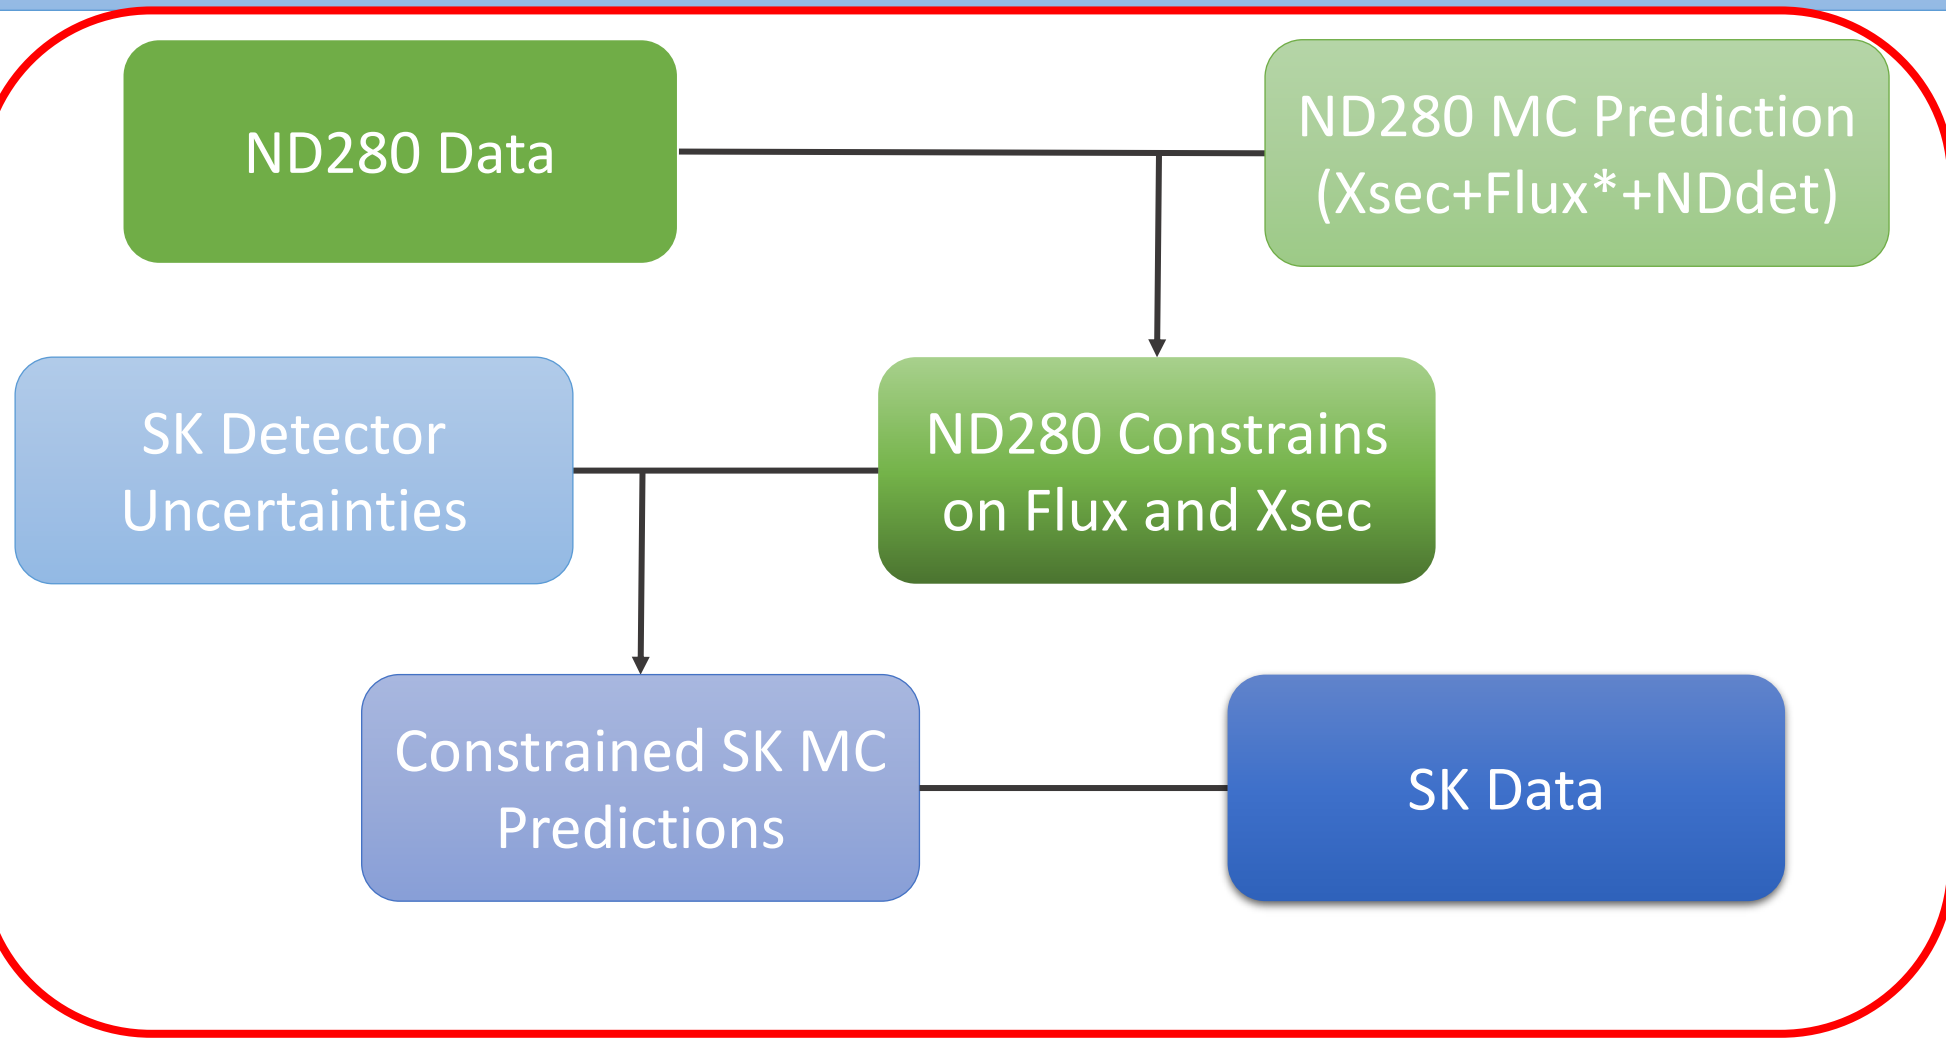 ND280 Data
ND280 MC Prediction
(Xsec+Flux*+NDdet)
SK Detector
Uncertainties
ND280 Constrains
on Flux and Xsec
Constrained SK MC
Predictions
SK Data